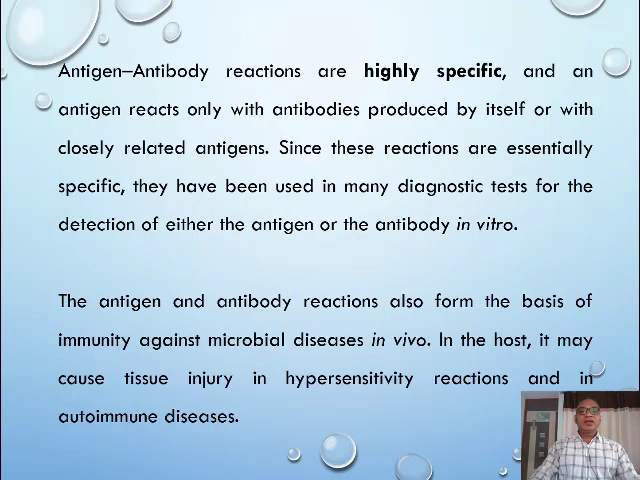 Antigen–Antibody reactions are highly specific, and an
antigen reacts only with antibodies produced by itself or with
closely related antigens. Since these reactions are essentially
specific, they have been used in many diagnostic tests for the
detection of either the antigen or the antibody in vitro.
The antigen and antibody reactions also form the basis of
immunity against microbial diseases in vivo. In the host, it may
cause tissue injury in hypersensitivity reactions and in
autoimmune diseases.